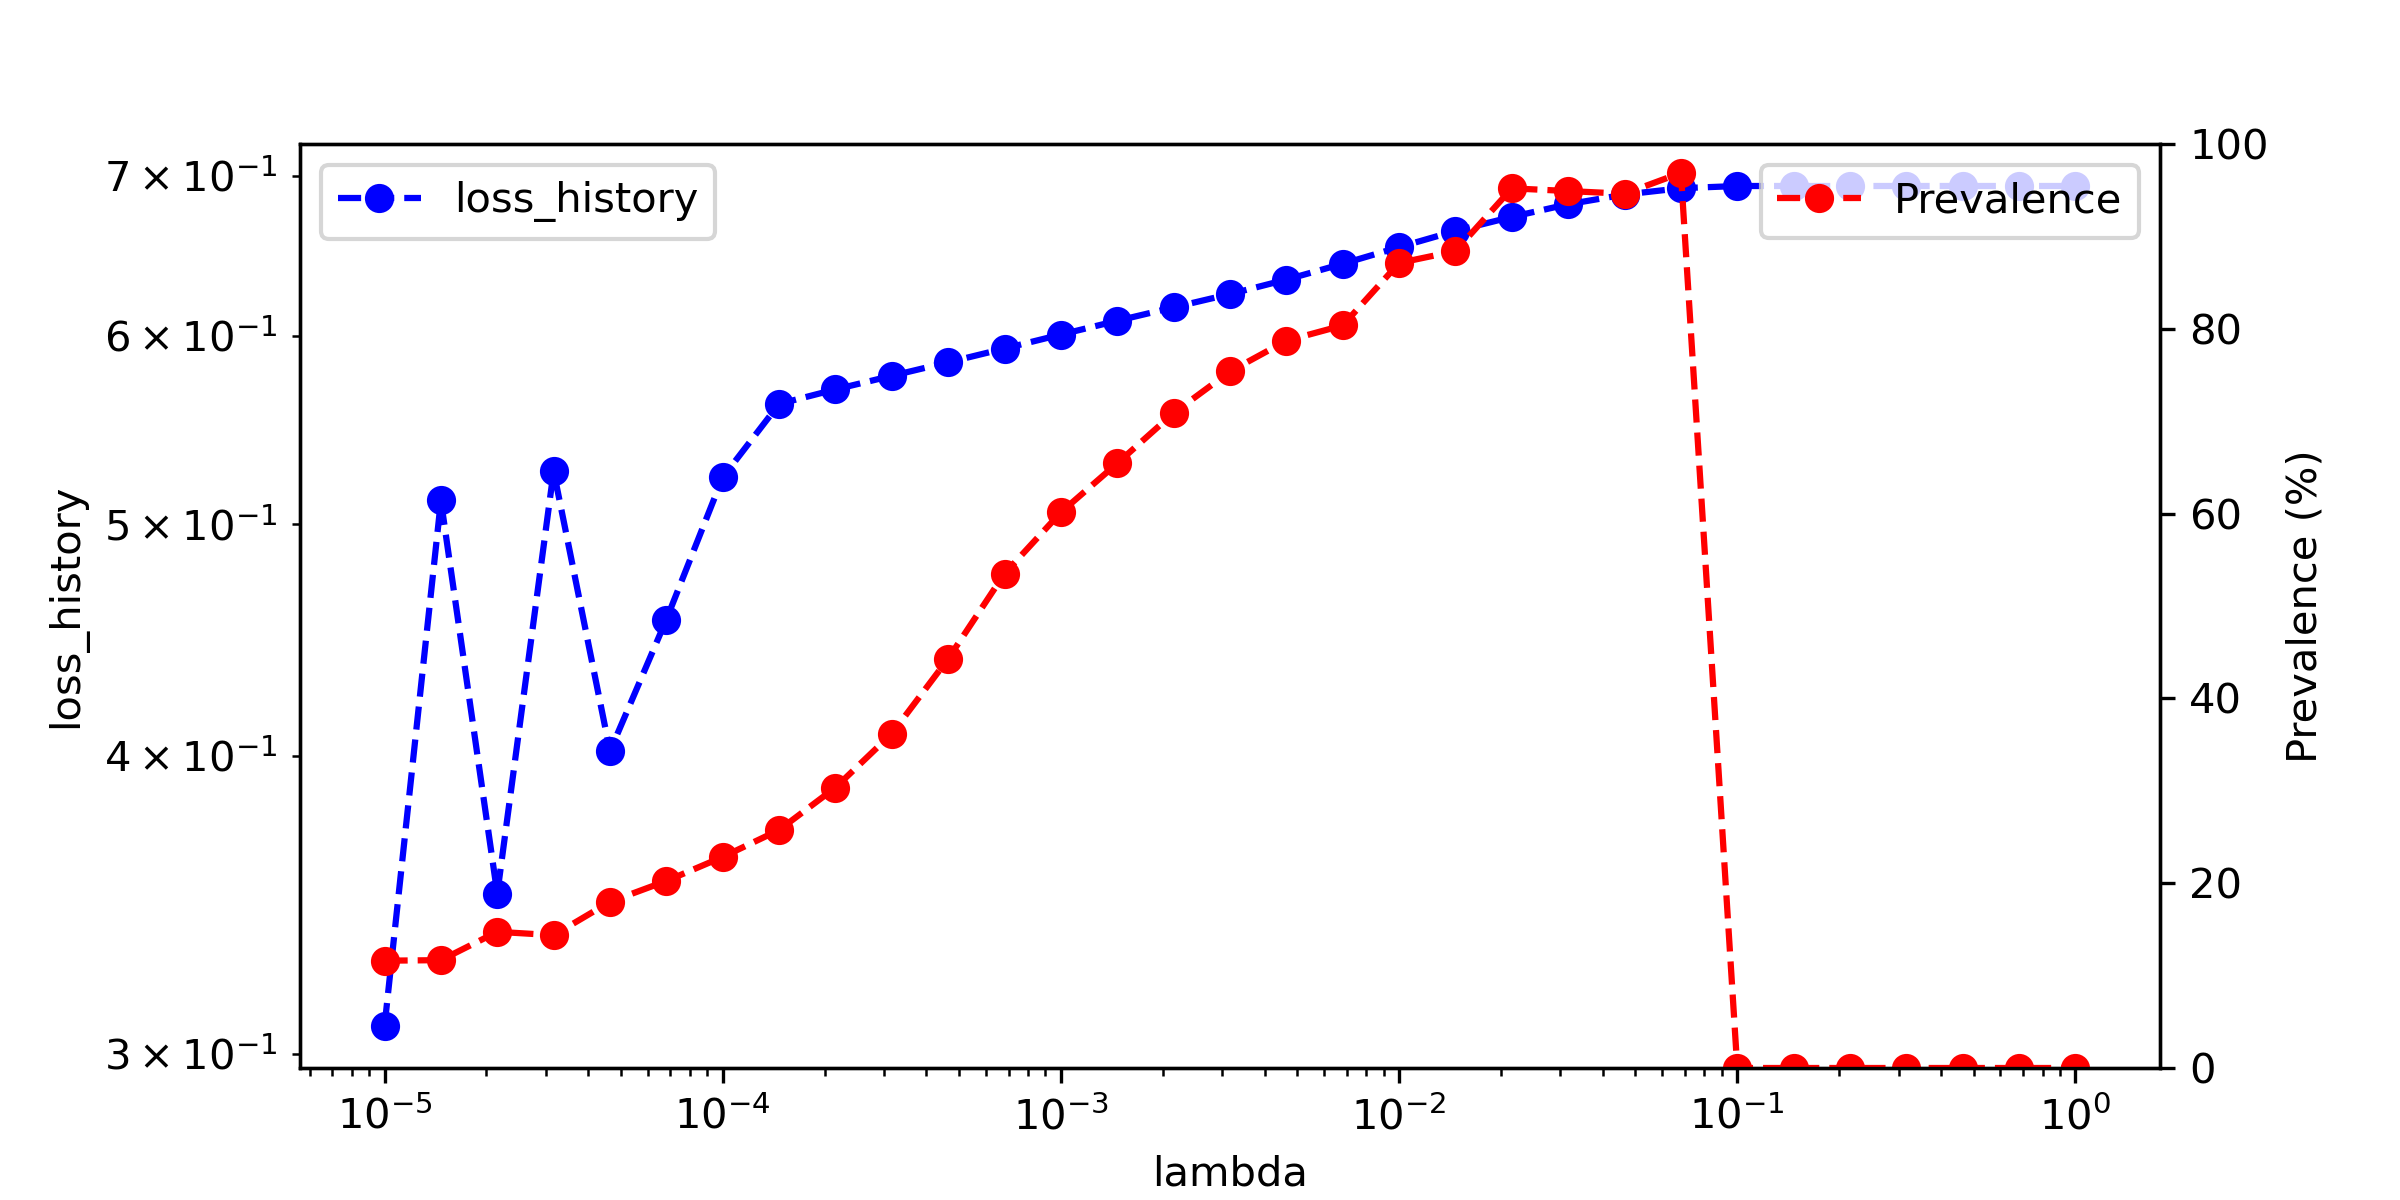 loss_history
Prevalence
7 × 10⁻¹
6 × 10⁻¹
5 × 10⁻¹
4 × 10⁻¹
3 × 10⁻¹
loss_history
100
80
60
40
20
0
Prevalence (%)
10⁻⁵
10⁻⁴
10⁻³
10⁻²
10⁻¹
10⁰
lambda